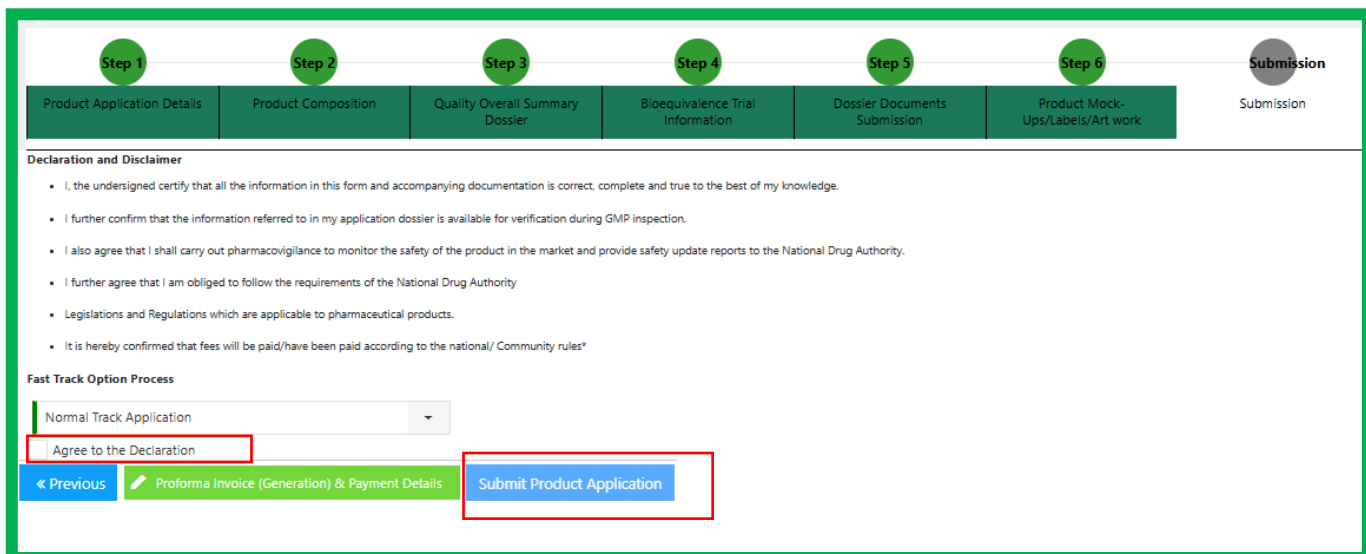 Step 1 Step 2 Step 3 Step 4 Step 5 Step 6 Submission
Product Application Details Product Composition Quality Overall Summary Bioequivalence Trial Dossier Documents Product Mock- Submission
Dossier Information Submission Ups/Labels/Art work
Declaration and Disclaimer
• I, the undersigned certify that all the information in this form and accompanying documentation is correct, complete and true to the best of my knowledge.
• I further confirm that the information referred to in my application dossier is available for verification during GMP inspection.
• I also agree that I shall carry out pharmacovigilance to monitor the safety of the product in the market and provide safety update reports to the National Drug Authority.
• I further agree that I am obliged to follow the requirements of the National Drug Authority
• Legislations and Regulations which are applicable to pharmaceutical products.
• It is hereby confirmed that fees will be paid/have been paid according to the national/ Community rules*
Fast Track Option Process
Normal Track Application
Agree to the Declaration
« Previous Proforma Invoice (Generation) & Payment Details Submit Product Application